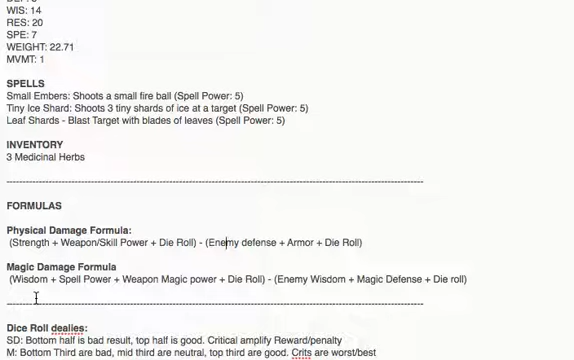 WIS: 14
RES: 20
SPE: 7
WEIGHT: 22.71
MVMT: 1
SPELLS
Small Embers: Shoots a small fire ball (Spell Power: 5)
Tiny Ice Shard: Shoots 3 tiny shards of ice at a target (Spell Power: 5)
Leaf Shards - Blast Target with blades of leaves (Spell Power: 5)
INVENTORY
3 Medicinal Herbs
--------------------------------------------------------------------------------
FORMULAS
Physical Damage Formula:
(Strength + Weapon/Skill Power + Die Roll) - (Enemy defense + Armor + Die Roll)
Magic Damage Formula
(Wisdom + Spell Power + Weapon Magic power + Die Roll) - (Enemy Wisdom + Magic Defense + Die roll)
--------------------------------------------------------------------------------
Dice Roll dealies:
SD: Bottom half is bad result, top half is good. Critical amplify Reward/penalty
M: Bottom Third are bad, mid third are neutral, top third are good. Crits are worst/best